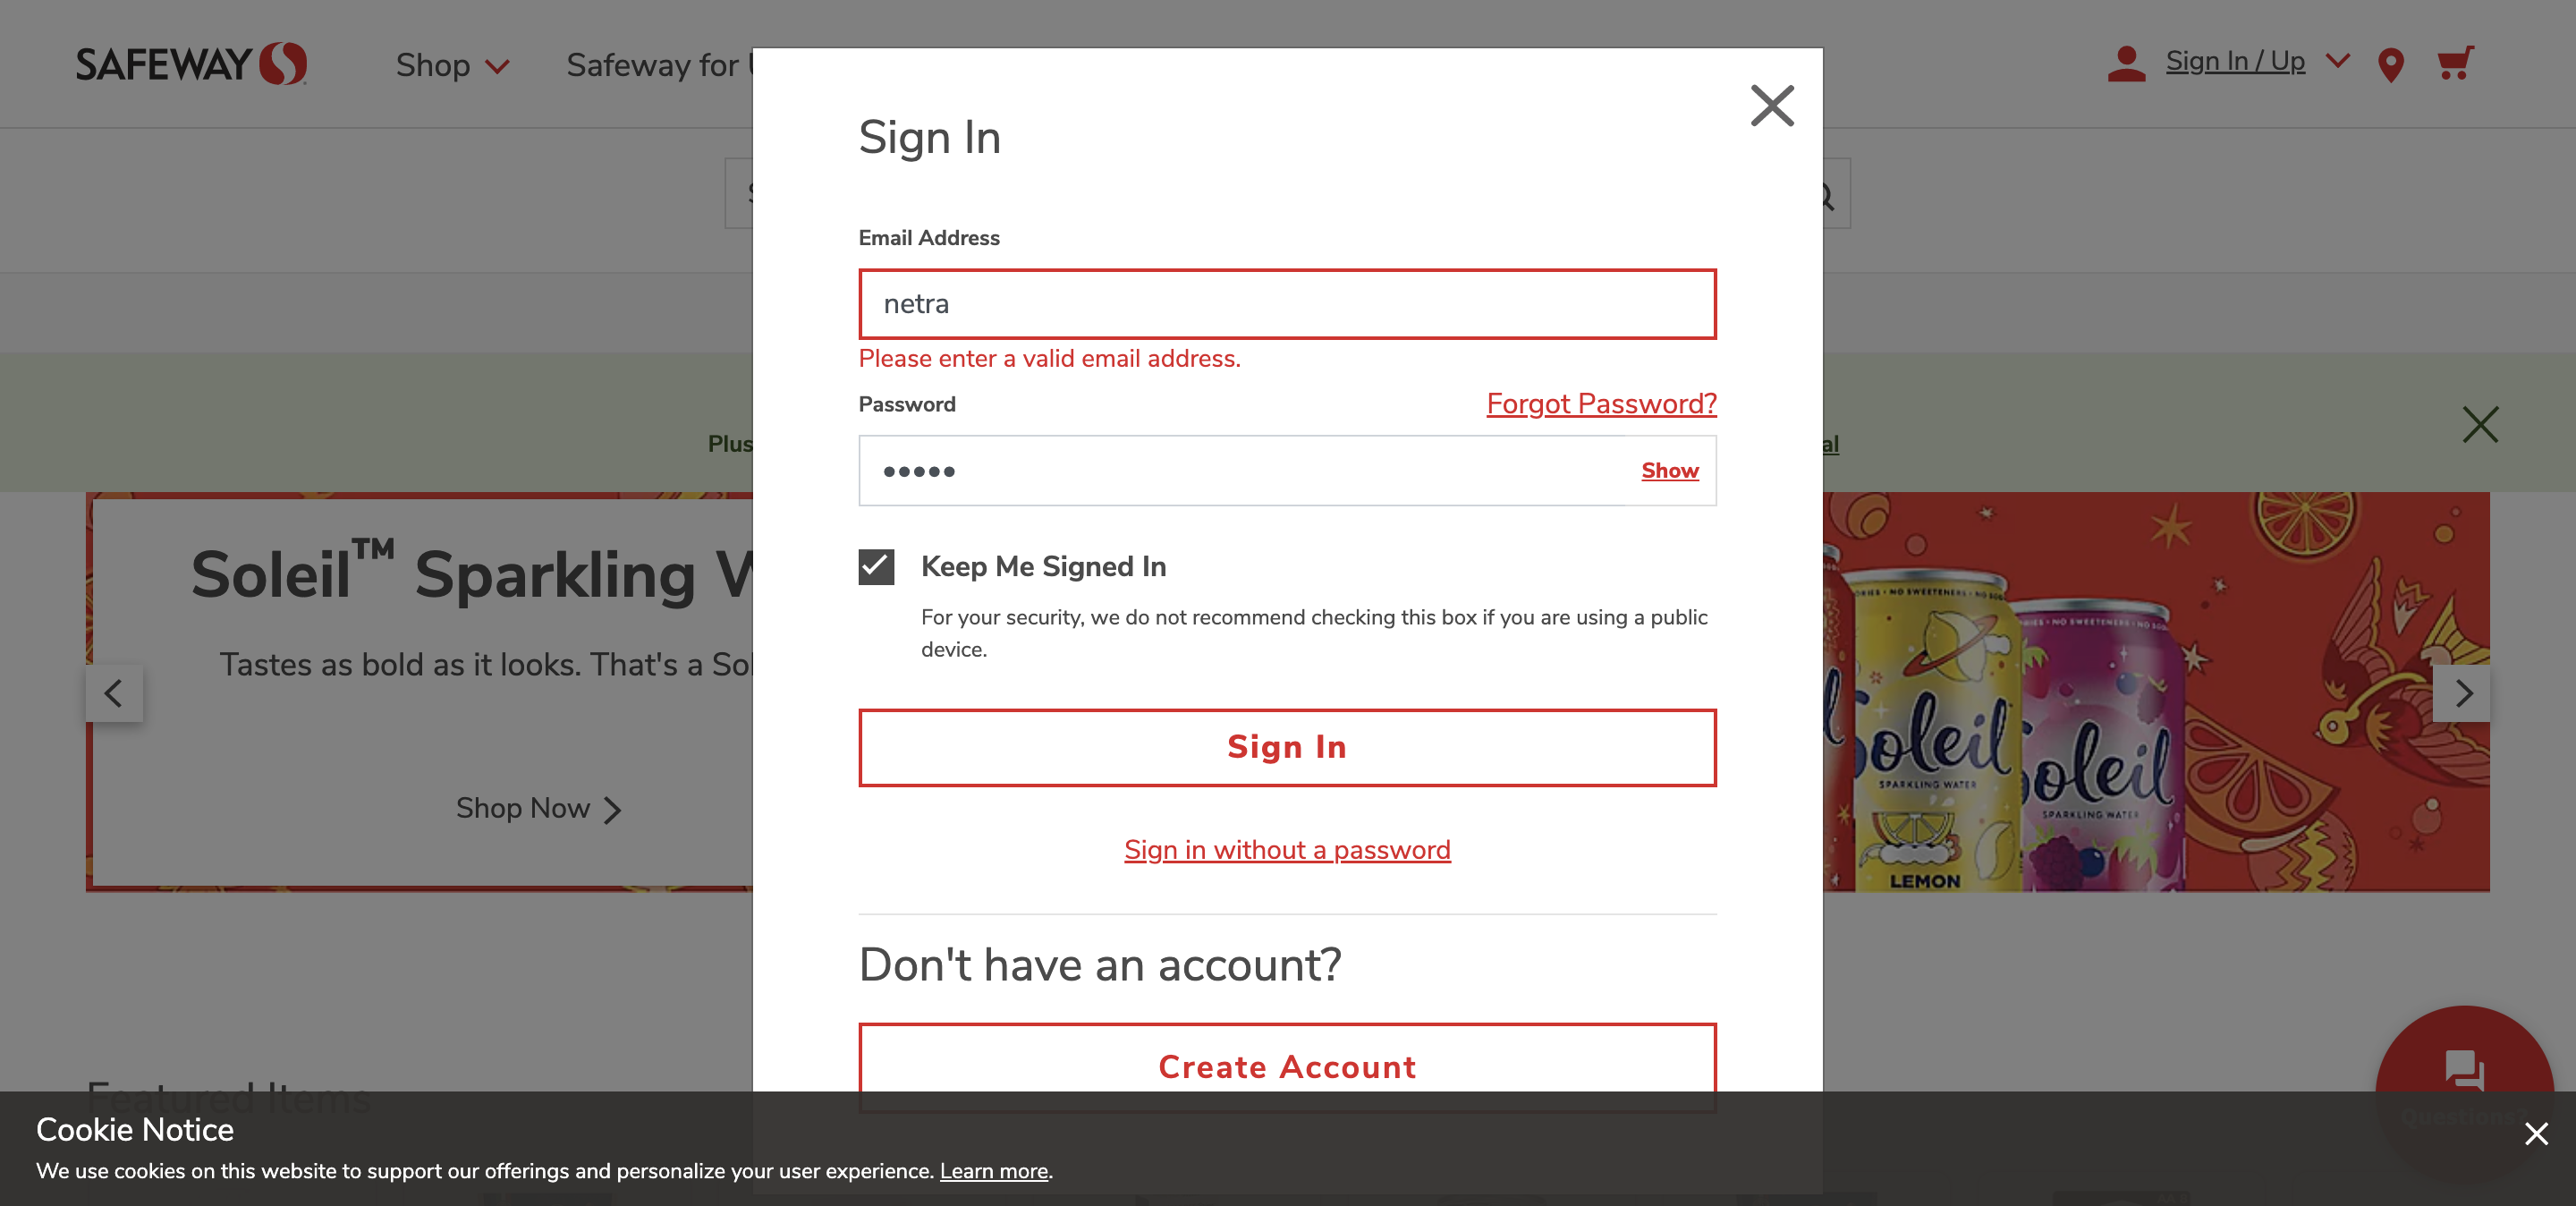 SAFEWAY
Shop
Safeway for
Sign In / Up
Sign In
Email Address
netra
Please enter a valid email address.
Password
Forgot Password?
•••••
Show
Keep Me Signed In
For your security, we do not recommend checking this box if you are using a public
device.
Sign In
Sign in without a password
Don't have an account?
Create Account
Plus
al
Soleil™ Sparkling W
Tastes as bold as it looks. That's a Sol
Shop Now
Soleil
SPARKLING WATER
LEMON
Soleil
SPARKLING WATER
Featured Items
Questions?
Cookie Notice
We use cookies on this website to support our offerings and personalize your user experience. Learn more.